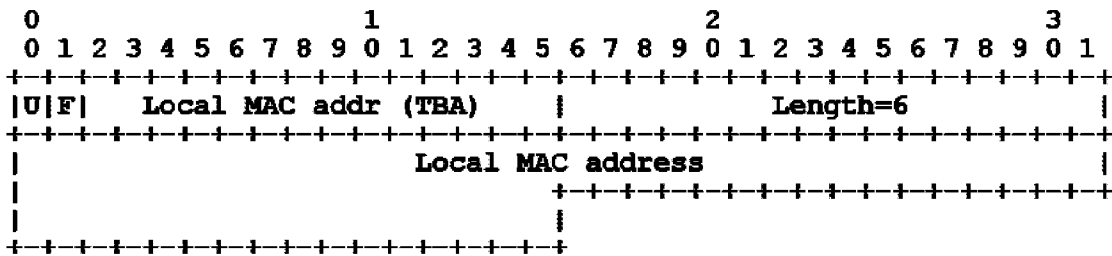 0                   1                   2                   3
 0 1 2 3 4 5 6 7 8 9 0 1 2 3 4 5 6 7 8 9 0 1 2 3 4 5 6 7 8 9 0 1
+-+-+-+-+-+-+-+-+-+-+-+-+-+-+-+-+-+-+-+-+-+-+-+-+-+-+-+-+-+-+-+-+
|U|F|   Local MAC addr (TBA)    |            Length=6           |
+-+-+-+-+-+-+-+-+-+-+-+-+-+-+-+-+-+-+-+-+-+-+-+-+-+-+-+-+-+-+-+-+
|                       Local MAC address                       |
|                               +-+-+-+-+-+-+-+-+-+-+-+-+-+-+-+-+
|                               |
+-+-+-+-+-+-+-+-+-+-+-+-+-+-+-+-+